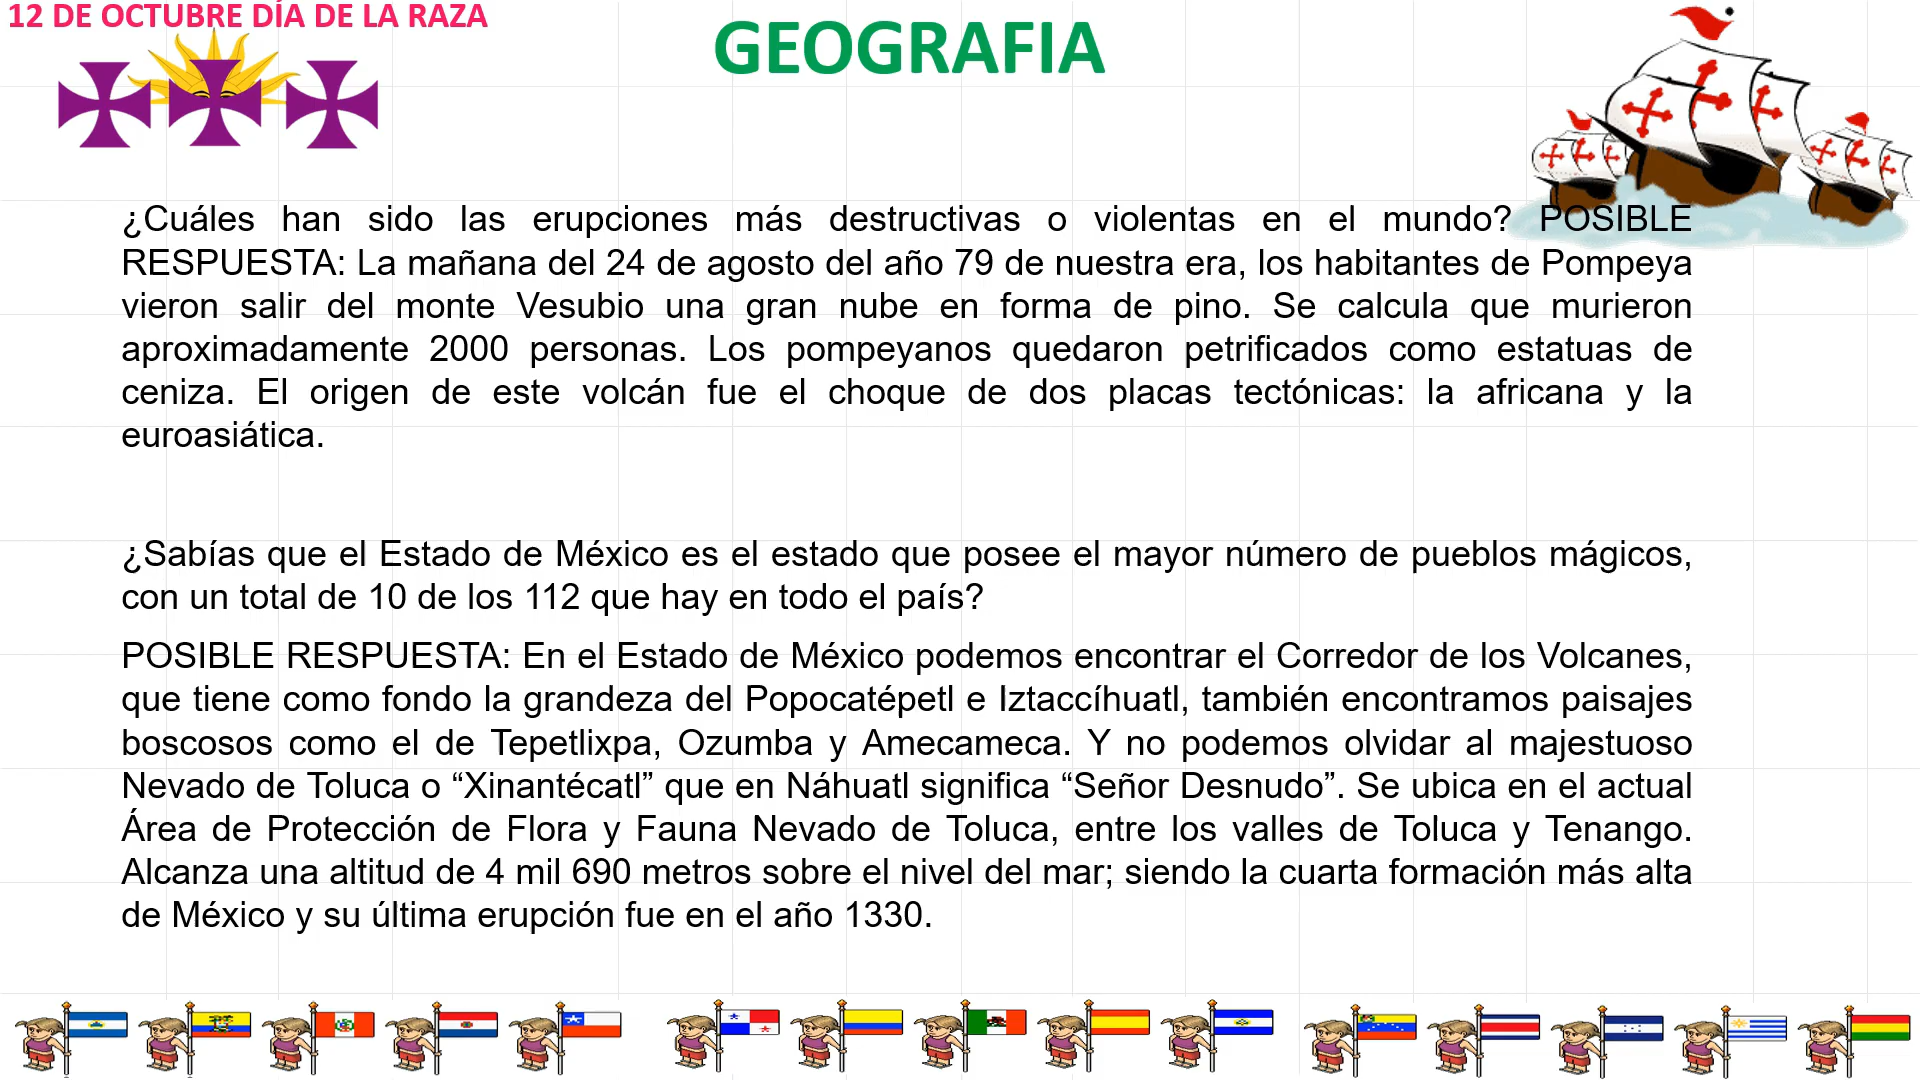 12 DE OCTUBRE DÍA DE LA RAZA
GEOGRAFIA
¿Cuáles han sido las erupciones más destructivas o violentas en el mundo? POSIBLE
RESPUESTA: La mañana del 24 de agosto del año 79 de nuestra era, los habitantes de Pompeya
vieron salir del monte Vesubio una gran nube en forma de pino. Se calcula que murieron
aproximadamente 2000 personas. Los pompeyanos quedaron petrificados como estatuas de
ceniza. El origen de este volcán fue el choque de dos placas tectónicas: la africana y la
euroasiática.
¿Sabías que el Estado de México es el estado que posee el mayor número de pueblos mágicos,
con un total de 10 de los 112 que hay en todo el país?
POSIBLE RESPUESTA: En el Estado de México podemos encontrar el Corredor de los Volcanes,
que tiene como fondo la grandeza del Popocatépetl e Iztaccíhuatl, también encontramos paisajes
boscosos como el de Tepetlixpa, Ozumba y Amecameca. Y no podemos olvidar al majestuoso
Nevado de Toluca o “Xinantécatl” que en Náhuatl significa “Señor Desnudo”. Se ubica en el actual
Área de Protección de Flora y Fauna Nevado de Toluca, entre los valles de Toluca y Tenango.
Alcanza una altitud de 4 mil 690 metros sobre el nivel del mar; siendo la cuarta formación más alta
de México y su última erupción fue en el año 1330.